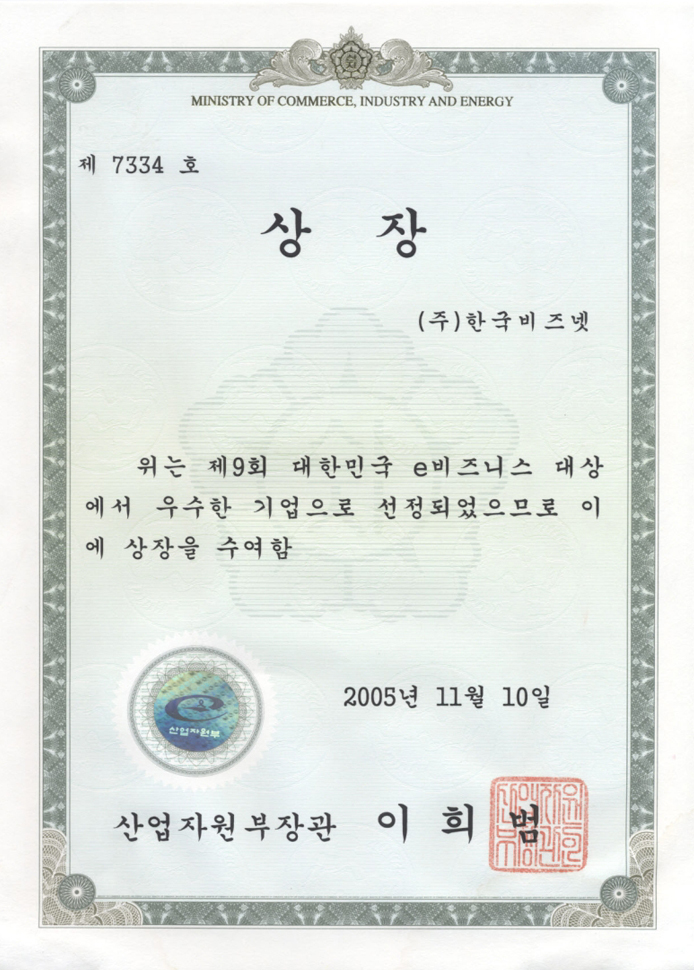 MINISTRY OF COMMERCE, INDUSTRY AND ENERGY
제 7334 호
상 장
(주)한국비즈넷
위는 제9회 대한민국 e비즈니스 대상
에서 우수한 기업으로 선정되었으므로 이
에 상장을 수여함
2005년 11월 10일
산업자원부
산업자원부장관 이 희 범